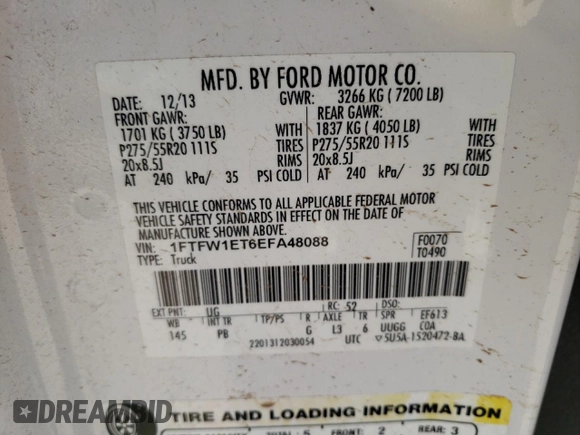 MFD. BY FORD MOTOR CO.
DATE: 12/13 GVWR: 3266 KG ( 7200 LB)
FRONT GAWR: REAR GAWR:
1701 KG ( 3750 LB) WITH 1837 KG ( 4050 LB) WITH
P275/55R20 111S TIRES P275/55R20 111S TIRES
20x8.5J RIMS 20x8.5J RIMS
AT 240 kPa/ 35 PSI COLD AT 240 kPa/ 35 PSI COLD
THIS VEHICLE CONFORMS TO ALL APPLICABLE FEDERAL MOTOR
VEHICLE SAFETY STANDARDS IN EFFECT ON THE DATE OF
MANUFACTURE SHOWN ABOVE.
VIN: 1FTFW1ET6EFA48088 F0070
TYPE: Truck T0490
EXT PNT: UG RC: 52 DSO:
WB INT TR TP/PS R AXLE TR SPR EF613
145 PB G L3 6 UUGG COA
2201312030054 UTC 5U5A-1520472-BA
TIRE AND LOADING INFORMATION
TOTAL: 5 FRONT: 2 REAR: 3
DREAMBID